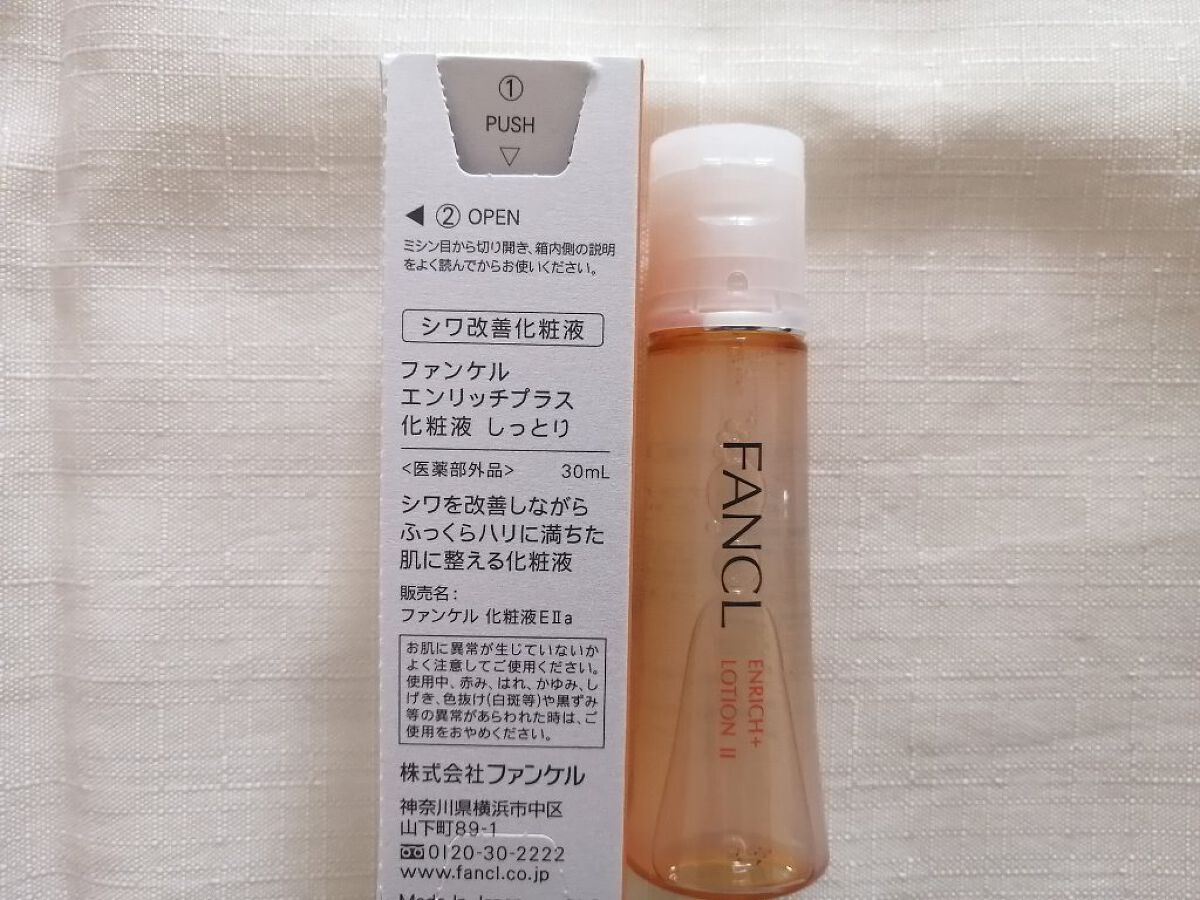 ①
PUSH
▽
◀ ② OPEN
ミシン目から切り開き、箱内側の説明
をよく読んでからお使いください。
シワ改善化粧液
ファンケル
エンリッチプラス
化粧液 しっとり
<医薬部外品> 30mL
シワを改善しながら
ふっくらハリに満ちた
肌に整える化粧液
販売名:
ファンケル 化粧液EⅡa
お肌に異常が生じていないか
よく注意してご使用ください。
使用中、赤み、はれ、かゆみ、し
げき、色抜け(白斑等)や黒ずみ
等の異常があらわれた時は、ご
使用をおやめください。
株式会社ファンケル
神奈川県横浜市中区
山下町89-1
0120-30-2222
www.fancl.co.jp
Made in Japan
FANCL
ENRICH+
LOTION II